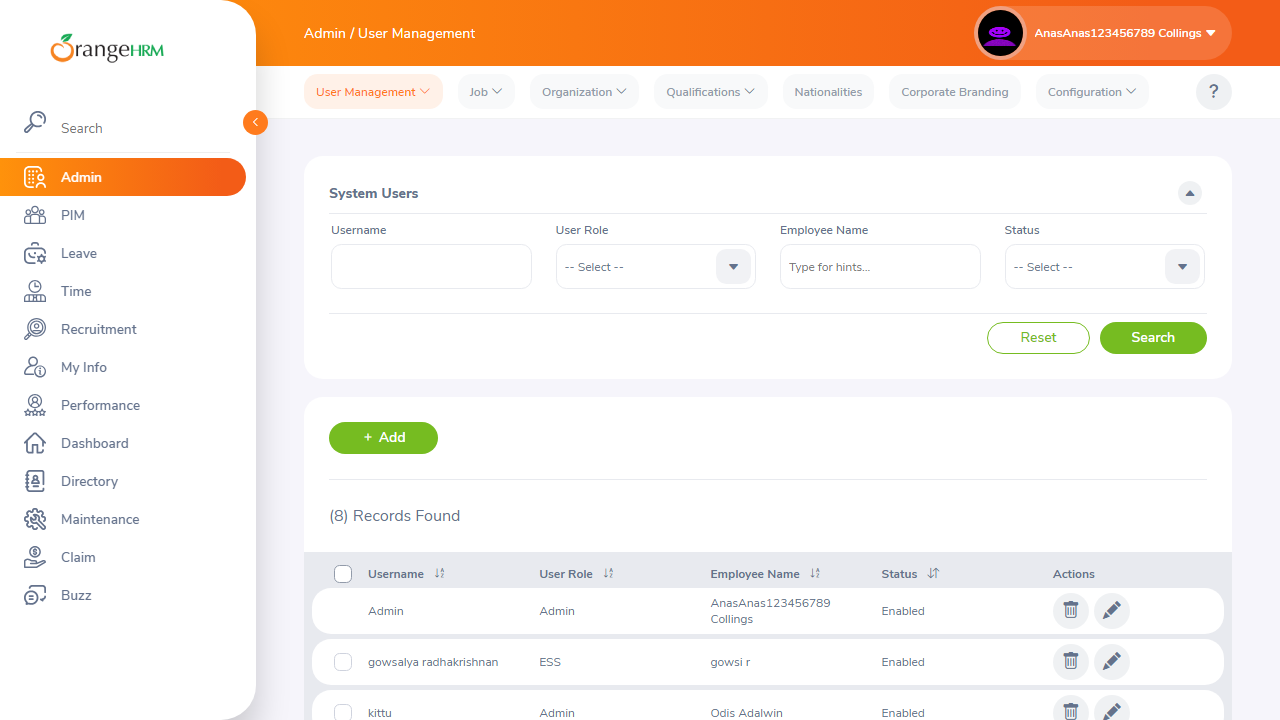 OrangeHRM
Admin / User Management
AnasAnas123456789 Collings
User Management
Job
Organization
Qualifications
Nationalities
Corporate Branding
Configuration
?
Search
Admin
PIM
Leave
Time
Recruitment
My Info
Performance
Dashboard
Directory
Maintenance
Claim
Buzz
System Users
Username
User Role
Employee Name
Status
-- Select --
Type for hints...
-- Select --
Reset
Search
+ Add
(8) Records Found
Username
User Role
Employee Name
Status
Actions
Admin
Admin
AnasAnas123456789
Collings
Enabled
gowsalya radhakrishnan
ESS
gowsi r
Enabled
kittu
Admin
Odis Adalwin
Enabled